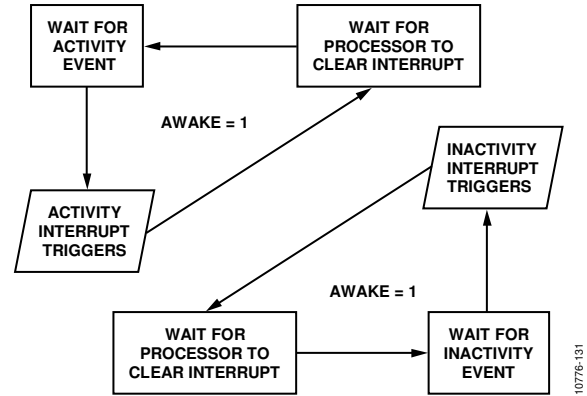 WAIT FOR
ACTIVITY
EVENT
WAIT FOR
PROCESSOR TO
CLEAR INTERRUPT
AWAKE = 1
ACTIVITY
INTERRUPT
TRIGGERS
INACTIVITY
INTERRUPT
TRIGGERS
AWAKE = 1
WAIT FOR
PROCESSOR TO
CLEAR INTERRUPT
WAIT FOR
INACTIVITY
EVENT
10776-131